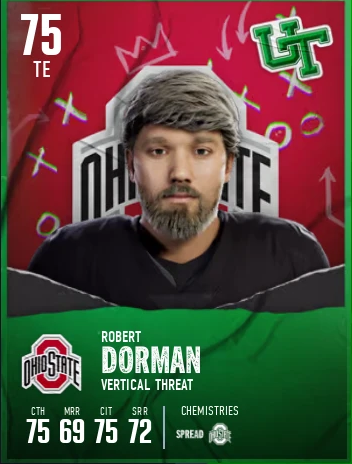 75
TE
UT
OHIO STATE
ROBERT
DORMAN
VERTICAL THREAT
OHIO STATE
CTH MRR CIT SRR
75 69 75 72
CHEMISTRIES
SPREAD